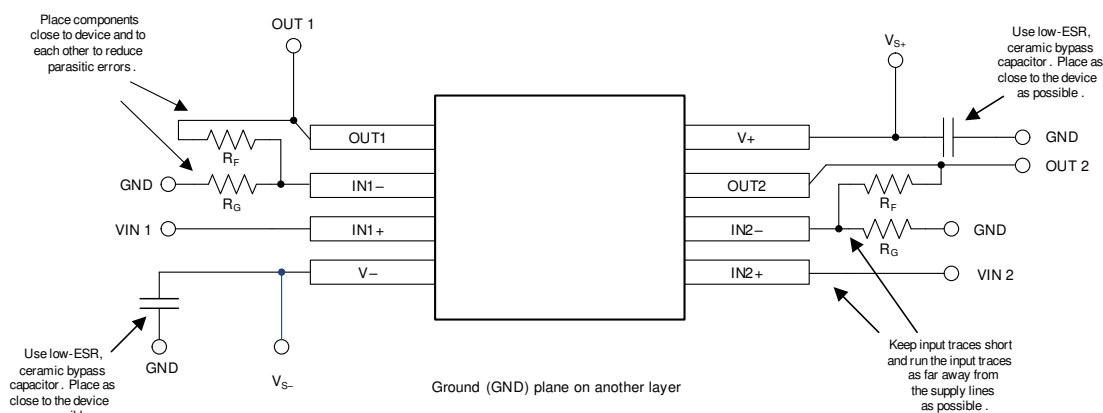 Place components
close to device and to
each other to reduce
parasitic errors .
OUT 1
VS+
Use low-ESR,
ceramic bypass
capacitor . Place as
close to the device
as possible .
OUT1
V+
GND
RF
OUT2
OUT 2
GND
IN1−
RF
RG
VIN 1
IN1+
IN2−
GND
RG
V−
IN2+
VIN 2
Use low-ESR,
ceramic bypass
capacitor . Place as
close to the device
GND
VS−
Ground (GND) plane on another layer
Keep input traces short
and run the input traces
as far away from
the supply lines
as possible .